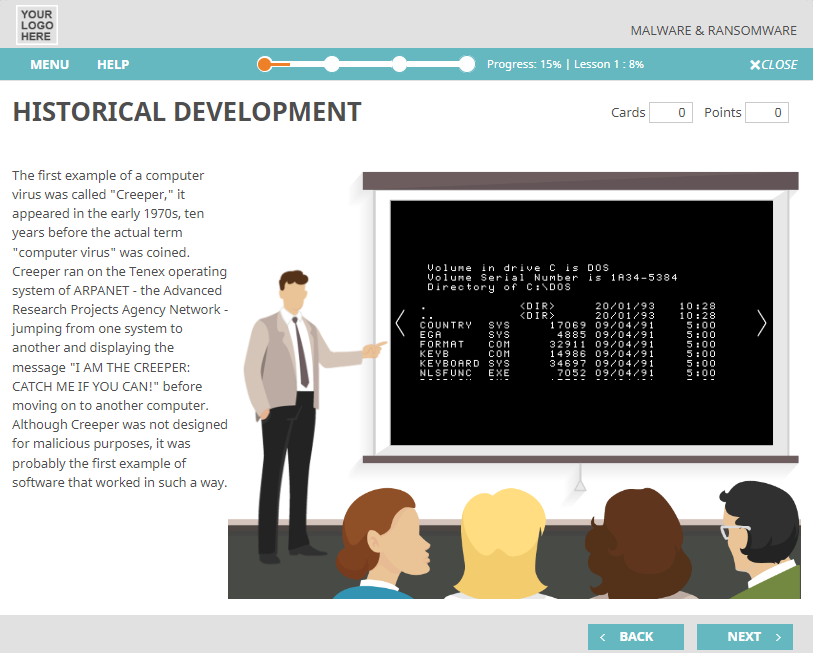 YOUR
LOGO
HERE
MALWARE & RANSOMWARE
MENU HELP Progress: 15% | Lesson 1 : 8% ×CLOSE
HISTORICAL DEVELOPMENT
Cards 0 Points 0
The first example of a computer
virus was called "Creeper," it
appeared in the early 1970s, ten
years before the actual term
"computer virus" was coined.
Creeper ran on the Tenex operating
system of ARPANET - the Advanced
Research Projects Agency Network -
jumping from one system to
another and displaying the
message "I AM THE CREEPER:
CATCH ME IF YOU CAN!" before
moving on to another computer.
Although Creeper was not designed
for malicious purposes, it was
probably the first example of
software that worked in such a way.
Volume in drive C is DOS
Volume Serial Number is 1A34-5384
Directory of C:\DOS
. <DIR> 20/01/93 10:28
.. <DIR> 20/01/93 10:28
COUNTRY SYS 17069 09/04/91 5:00
EGA SYS 4885 09/04/91 5:00
FORMAT COM 32911 09/04/91 5:00
KEYB COM 14986 09/04/91 5:00
KEYBOARD SYS 34697 09/04/91 5:00
NLSFUNC EXE 7052 09/04/91 5:00
< BACK NEXT >